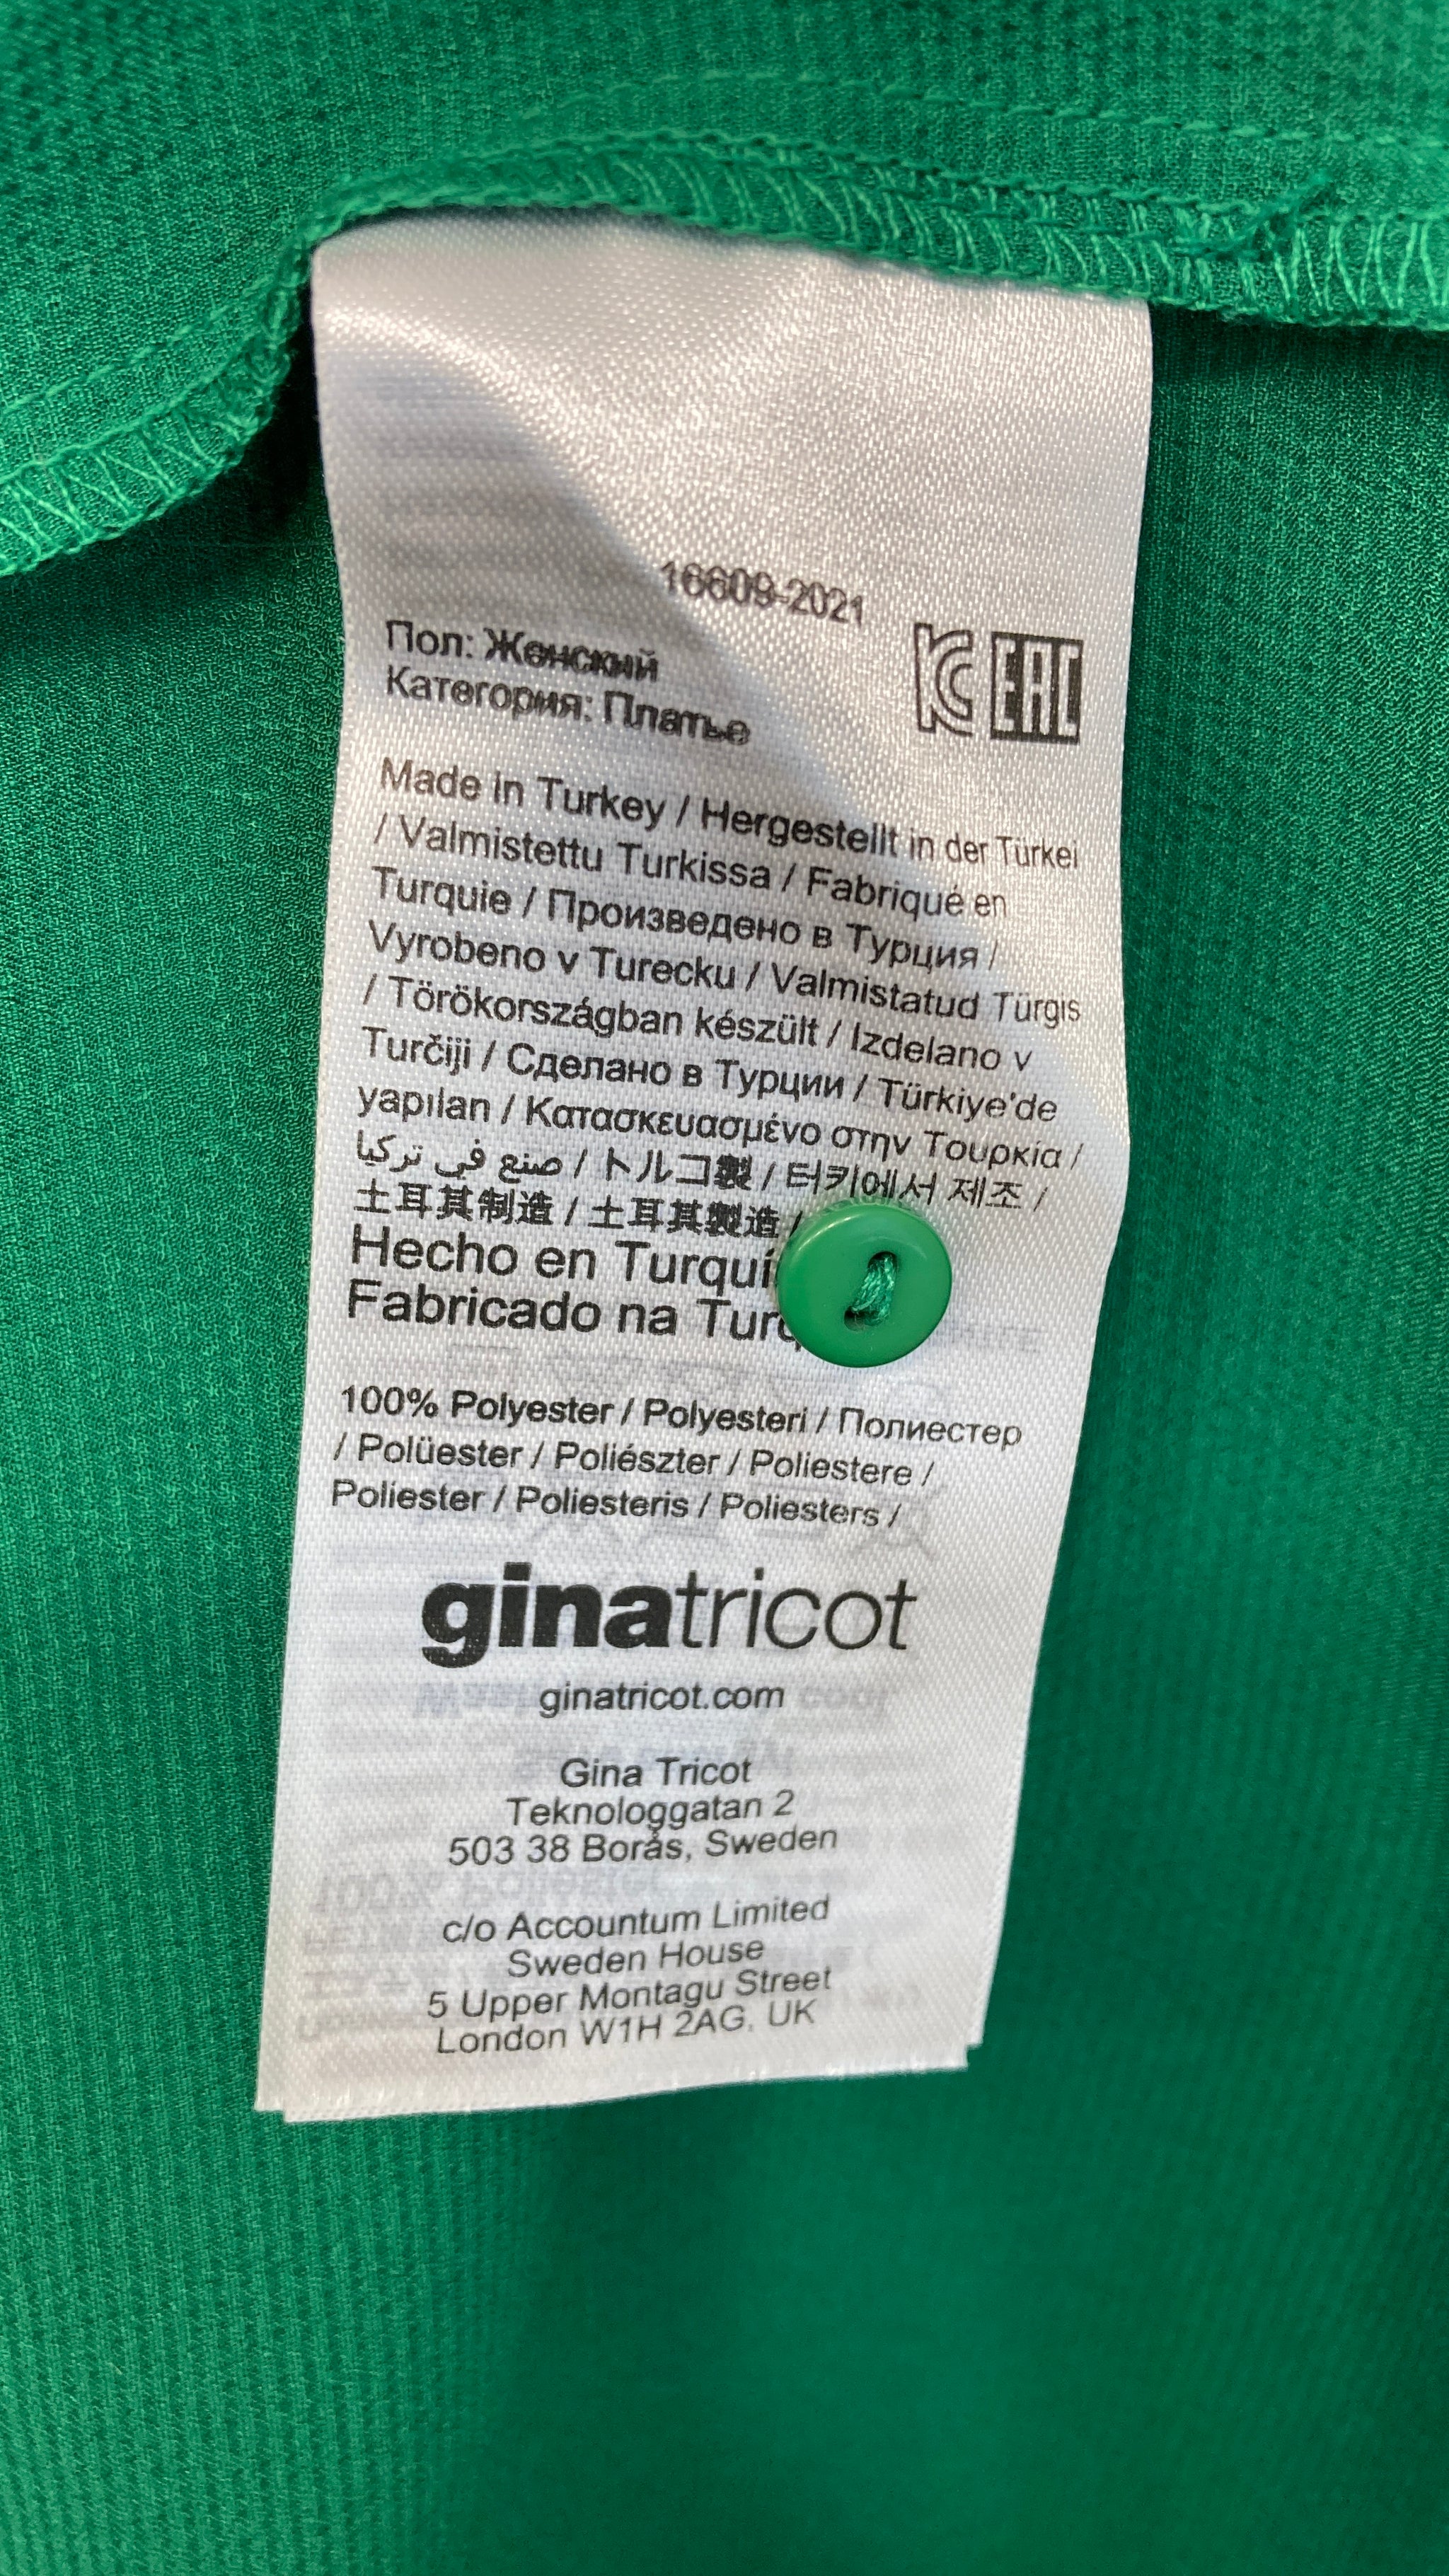 16609-2021
Пол: Женский
Категория: Платье
KC EAC
Made in Turkey / Hergestellt in der Türkei
/ Valmistettu Turkissa / Fabriqué en
Turquie / Произведено в Турция /
Vyrobeno v Turecku / Valmistatud Türgis
/ Törökországban készült / Izdelano v
Turčiji / Сделано в Турции / Türkiye'de
yapılan / Κατασκευασμένο στην Τουρκία /
صنع في تركيا / トルコ製 / 터키에서 제조 /
土耳其制造 / 土耳其製造 /
Hecho en
Fabricado na
100% Polyester / Polyesteri / Полиестер
/ Polüester / Poliészter / Poliestere /
Poliester / Poliesteris / Poliesters /
ginatricot
ginatricot.com
Gina Tricot
Teknologgatan 2
503 38 Borås, Sweden
c/o Accountum Limited
Sweden House
5 Upper Montagu Street
London W1H 2AG, UK